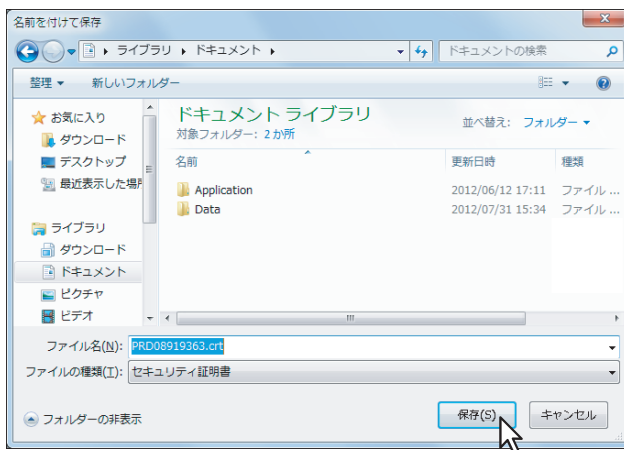 名前を付けて保存
ライブラリ ドキュメント ドキュメントの検索
整理 新しいフォルダー
お気に入り
ダウンロード
デスクトップ
最近表示した場所
ライブラリ
ダウンロード
ドキュメント
ピクチャ
ビデオ
ドキュメント ライブラリ
対象フォルダー: 2 か所
並べ替え: フォルダー
名前 更新日時 種類
Application 2012/06/12 17:11 ファイル ...
Data 2012/07/31 15:34 ファイル ...
ファイル名(N): PRD08919363.crt
ファイルの種類(T): セキュリティ証明書
フォルダーの非表示
保存(S) キャンセル